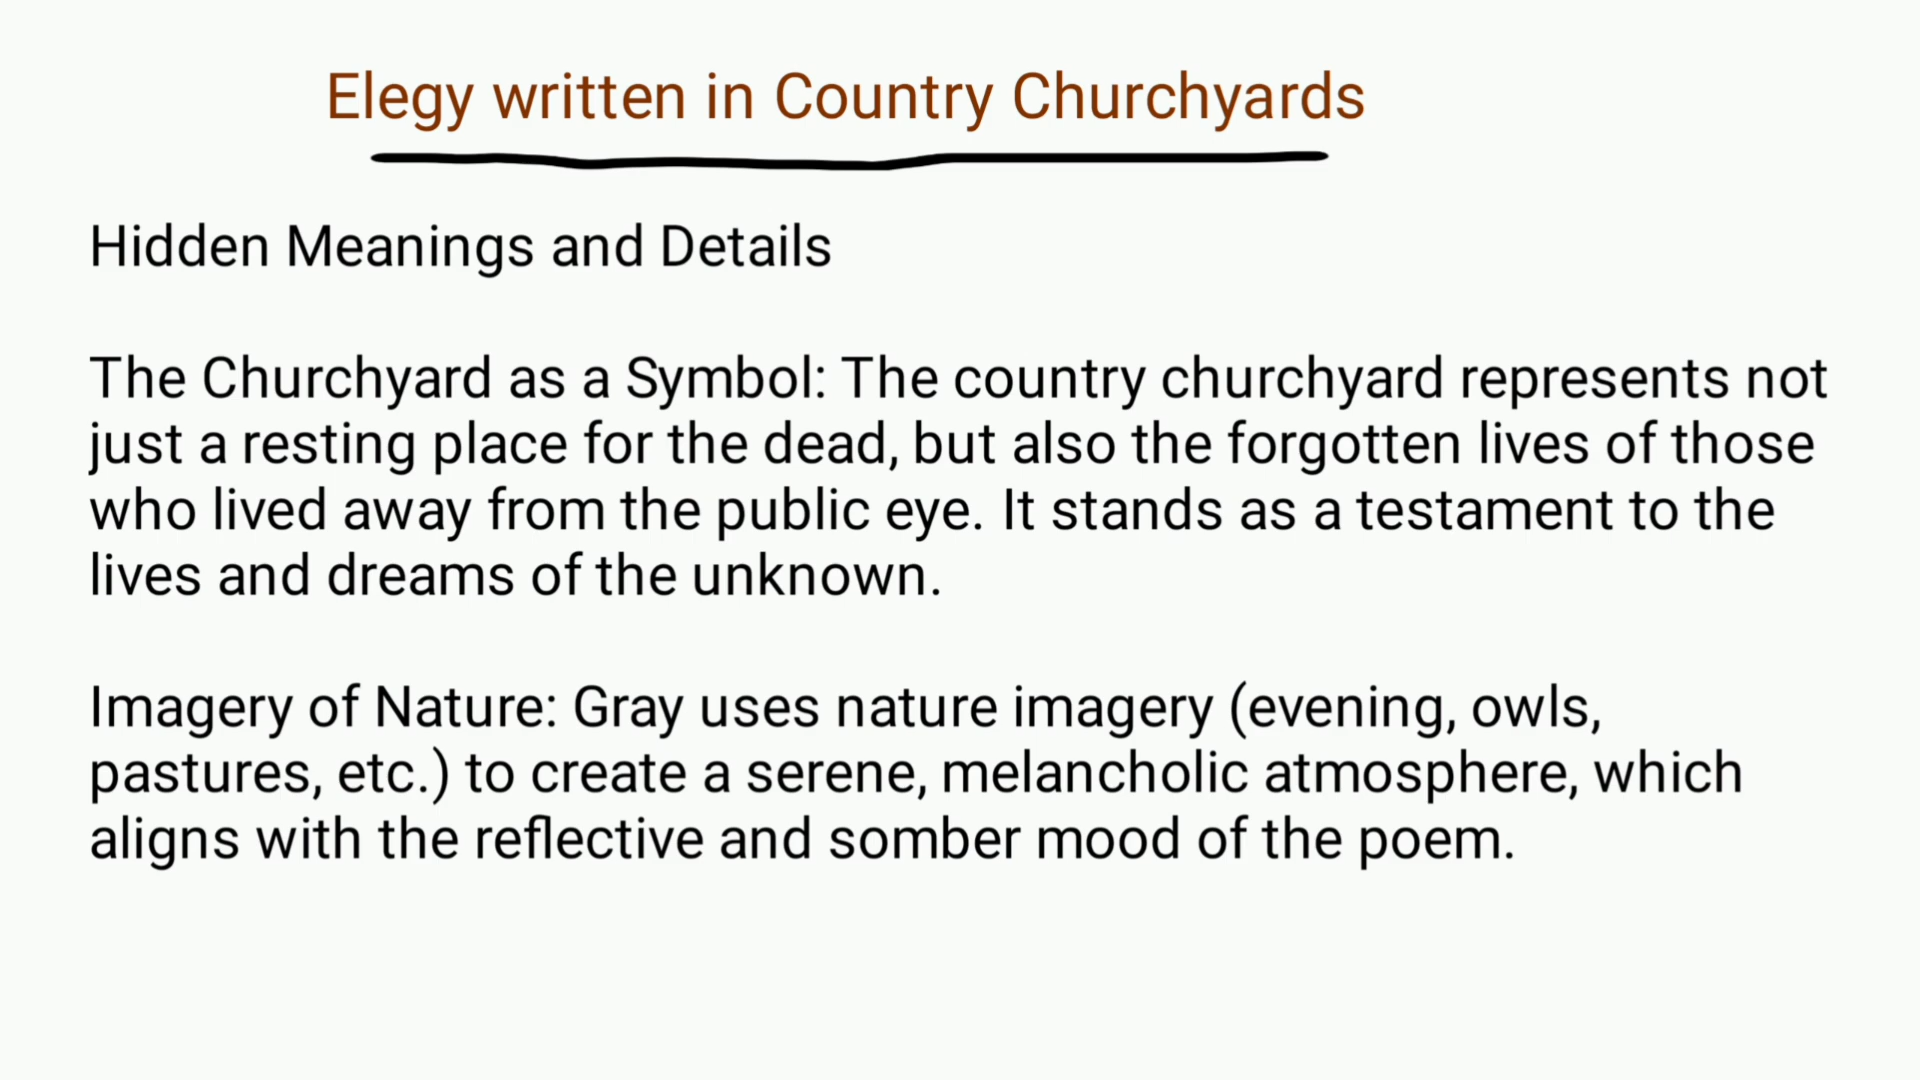 Elegy written in Country Churchyards
Hidden Meanings and Details
The Churchyard as a Symbol: The country churchyard represents not
just a resting place for the dead, but also the forgotten lives of those
who lived away from the public eye. It stands as a testament to the
lives and dreams of the unknown.
Imagery of Nature: Gray uses nature imagery (evening, owls,
pastures, etc.) to create a serene, melancholic atmosphere, which
aligns with the reflective and somber mood of the poem.